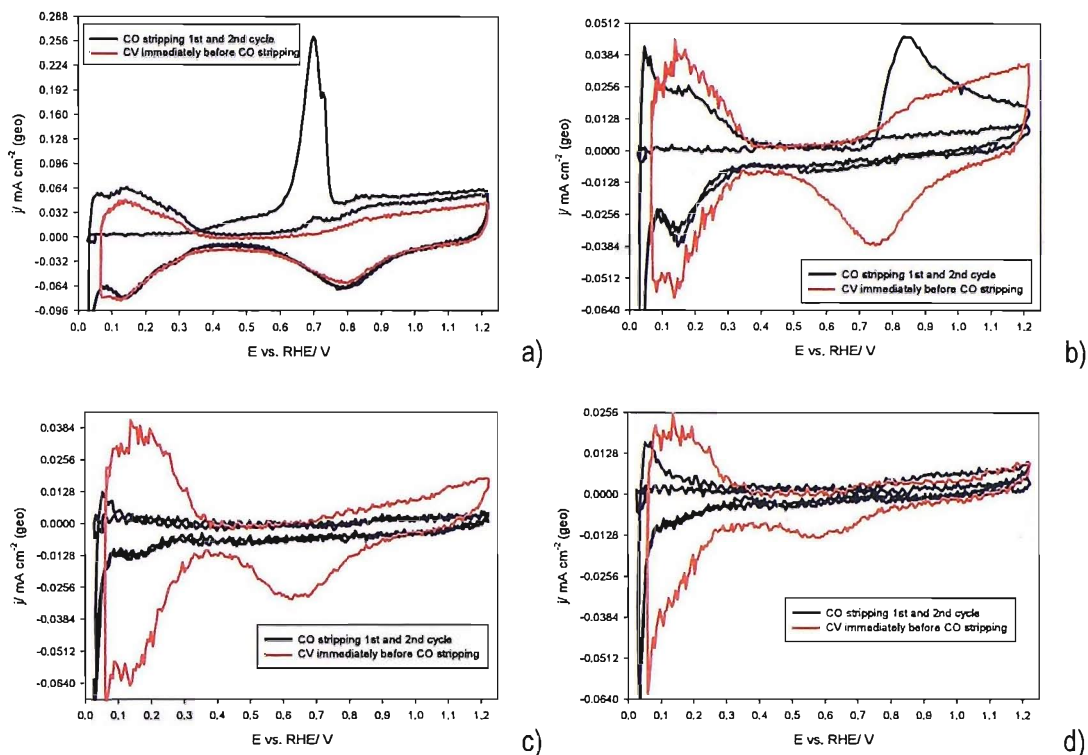 0.288
0.256
0.224
0.192
0.160
0.128
0.096
0.064
0.032
0.000
-0.032
-0.064
-0.096
j/ mA cm⁻² (geo)
CO stripping 1st and 2nd cycle
CV immediately before CO stripping
0.0 0.1 0.2 0.3 0.4 0.5 0.6 0.7 0.8 0.9 1.0 1.1 1.2
E vs. RHE/ V
a)
0.0512
0.0384
0.0256
0.0128
0.0000
-0.0128
-0.0256
-0.0384
-0.0512
-0.0640
j/ mA cm⁻² (geo)
CO stripping 1st and 2nd cycle
CV immediately before CO stripping
0.0 0.1 0.2 0.3 0.4 0.5 0.6 0.7 0.8 0.9 1.0 1.1 1.2
E vs. RHE/ V
b)
0.0384
0.0256
0.0128
0.0000
-0.0128
-0.0256
-0.0384
-0.0512
-0.0640
j/ mA cm⁻² (geo)
CO stripping 1st and 2nd cycle
CV immediately before CO stripping
0.0 0.1 0.2 0.3 0.4 0.5 0.6 0.7 0.8 0.9 1.0 1.1 1.2
E vs. RHE/ V
c)
0.0256
0.0128
0.0000
-0.0128
-0.0256
-0.0384
-0.0512
-0.0640
j/ mA cm⁻² (geo)
CO stripping 1st and 2nd cycle
CV immediately before CO stripping
0.0 0.1 0.2 0.3 0.4 0.5 0.6 0.7 0.8 0.9 1.0 1.1 1.2
E vs. RHE/ V
d)